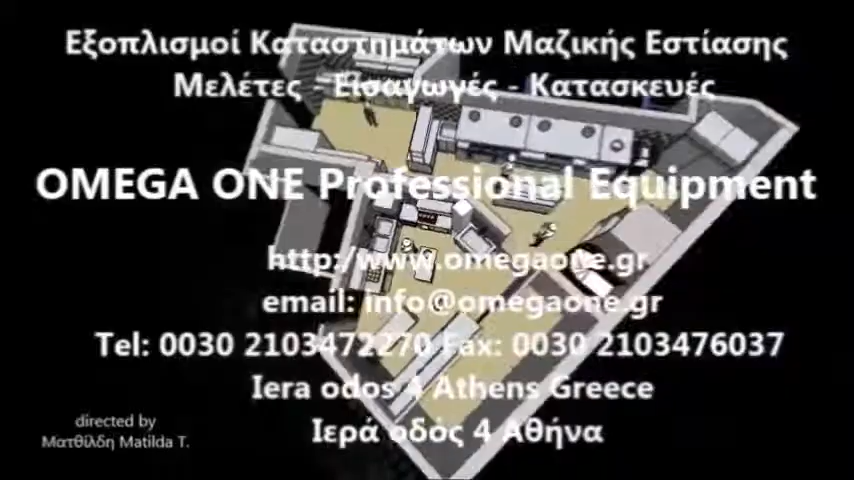 Εξοπλισμοί Καταστημάτων Μαζικής Εστίασης
Μελέτες - Εισαγωγές - Κατασκευές
OMEGA ONE Professional Equipment
http:/www.omegaone.gr
email: info@omegaone.gr
Tel: 0030 2103472270 Fax: 0030 2103476037
Iera odos 4 Athens Greece
Ιερά οδός 4 Αθήνα
directed by
Ματθίλδη Matilda T.